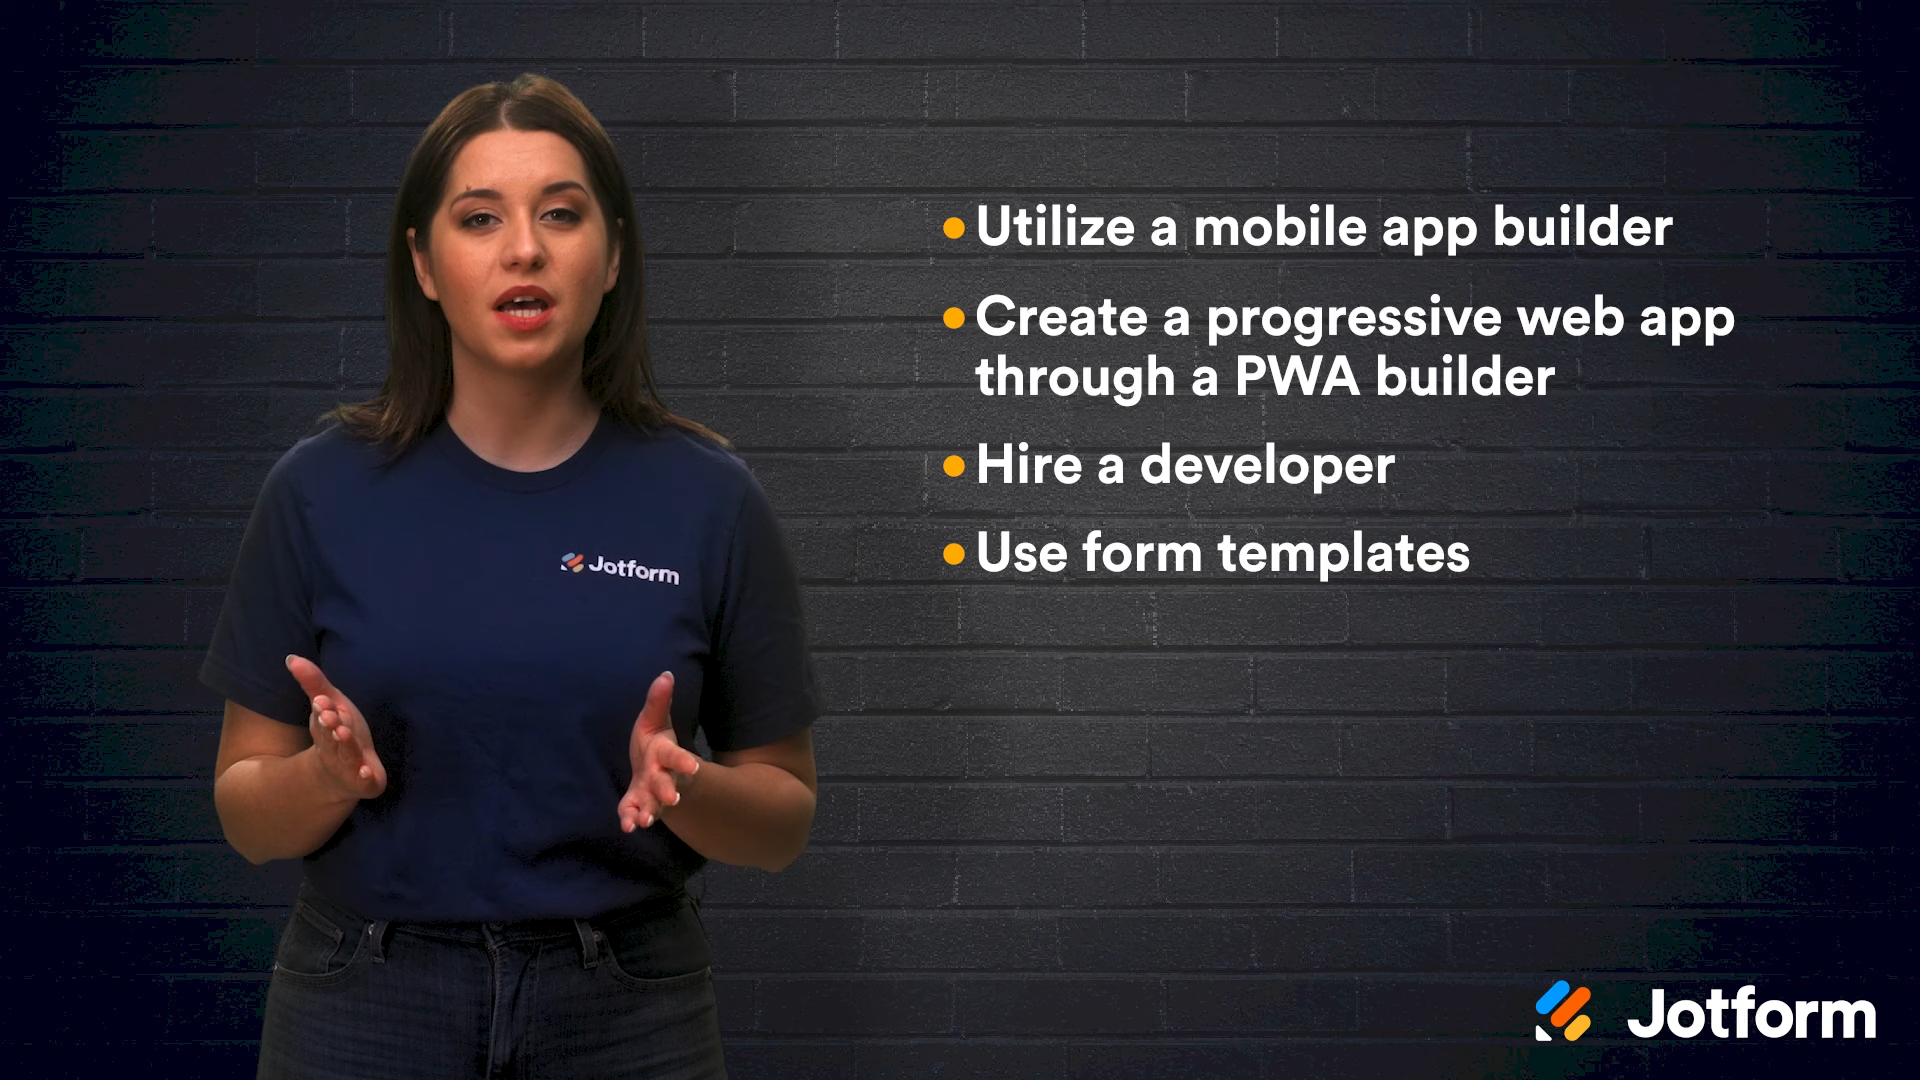 • Utilize a mobile app builder
• Create a progressive web app
through a PWA builder
• Hire a developer
• Use form templates
Jotform
Jotform